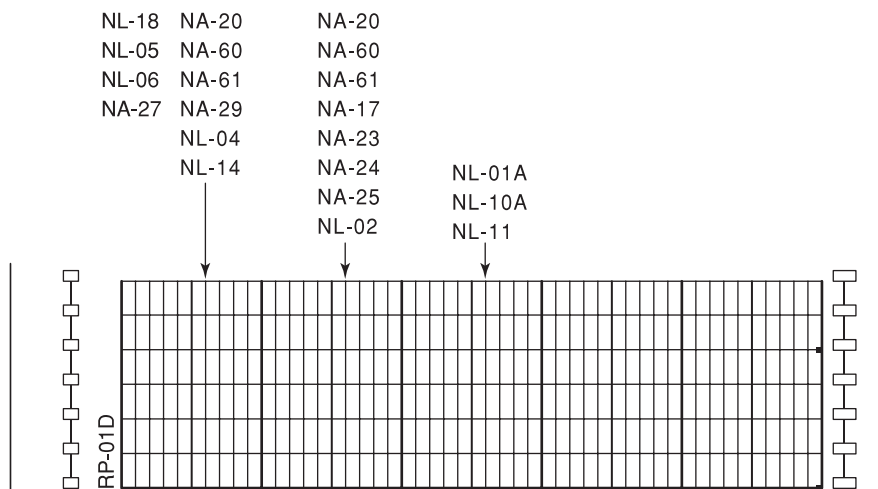 NL-18 NA-20
NL-05 NA-60
NL-06 NA-61
NA-27 NA-29
NL-04
NL-14
NA-20
NA-60
NA-61
NA-17
NA-23
NA-24
NA-25
NL-02
NL-01A
NL-10A
NL-11
RP-01D